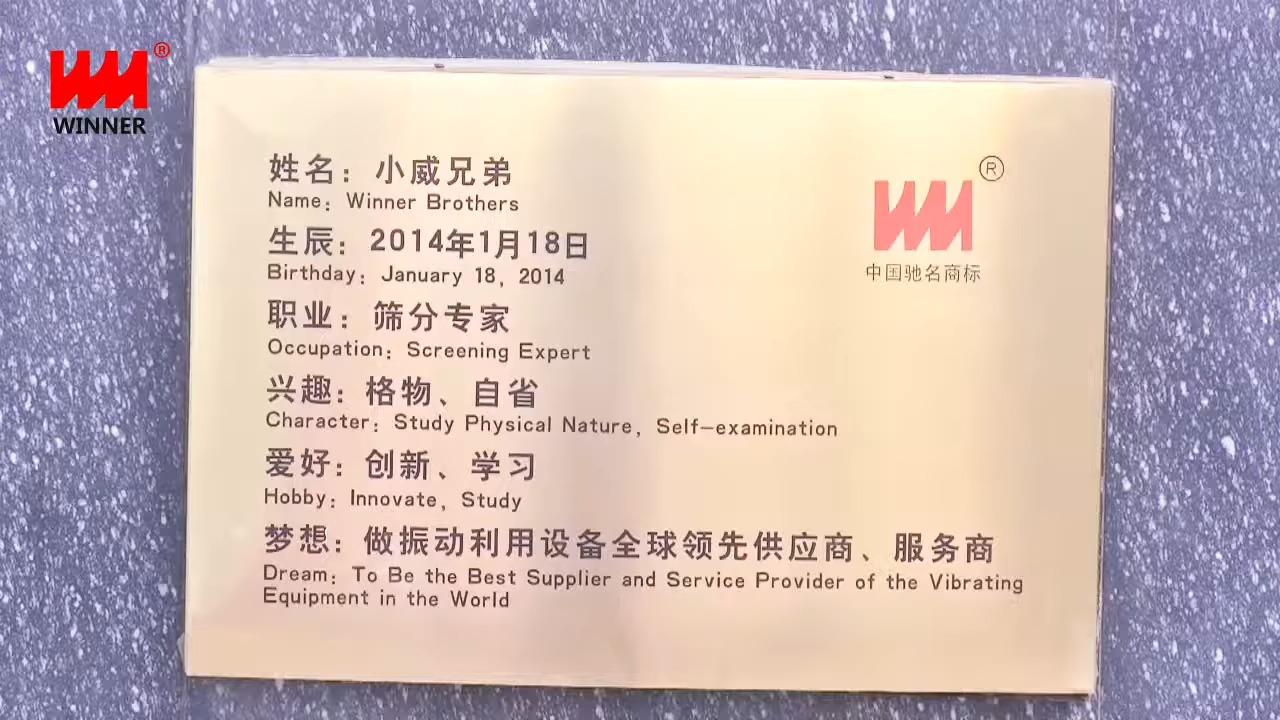 WINNER
®
姓名：小威兄弟
Name: Winner Brothers
生辰：2014年1月18日
Birthday: January 18, 2014
职业：筛分专家
Occupation: Screening Expert
兴趣：格物、自省
Character: Study Physical Nature, Self-examination
爱好：创新、学习
Hobby: Innovate, Study
梦想：做振动利用设备全球领先供应商、服务商
Dream: To Be the Best Supplier and Service Provider of the Vibrating
Equipment in the World
®
中国驰名商标